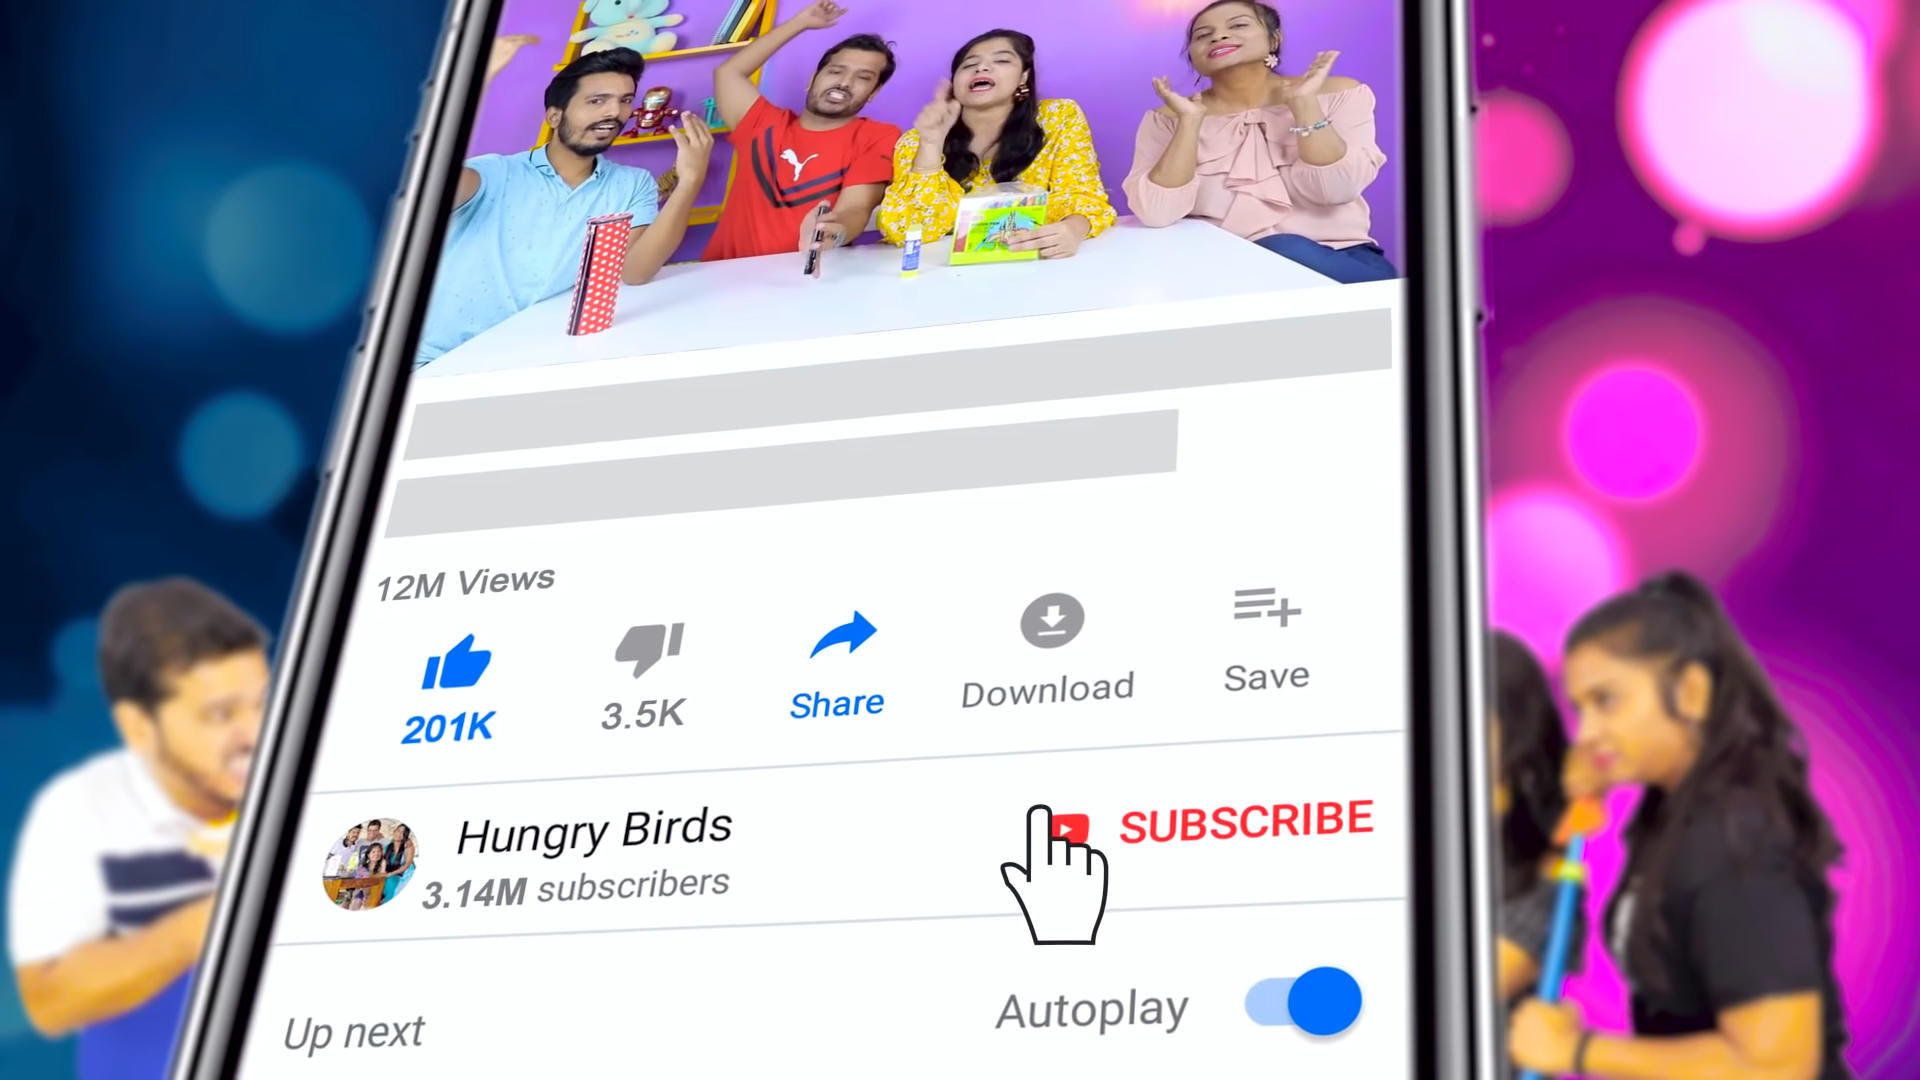 12M Views
201K
3.5K
Share
Download
Save
Hungry Birds
3.14M subscribers
SUBSCRIBE
Up next
Autoplay